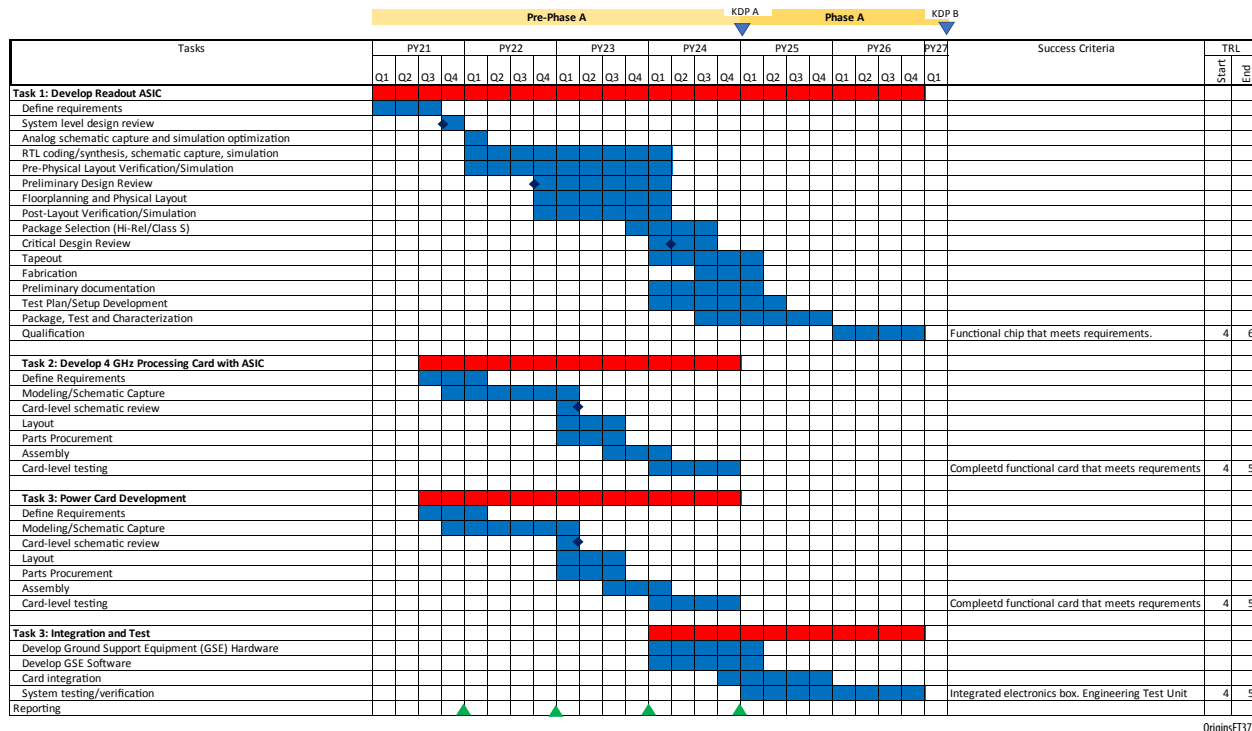 Pre-Phase A KDP A Phase A KDP B
Tasks PY21 PY22 PY23 PY24 PY25 PY26 PY27 Success Criteria TRL
Q1 Q2 Q3 Q4 Q1 Q2 Q3 Q4 Q1 Q2 Q3 Q4 Q1 Q2 Q3 Q4 Q1 Q2 Q3 Q4 Q1 Q2 Q3 Q4 Q1 Start End
Task 1: Develop Readout ASIC
Define requirements
System level design review
Analog schematic capture and simulation optimization
RTL coding/synthesis, schematic capture, simulation
Pre-Physical Layout Verification/Simulation
Preliminary Design Review
Floorplanning and Physical Layout
Post-Layout Verification/Simulation
Package Selection (Hi-Rel/Class S)
Critical Desgin Review
Tapeout
Fabrication
Preliminary documentation
Test Plan/Setup Development
Package, Test and Characterization
Qualification Functional chip that meets requirements. 4 6
Task 2: Develop 4 GHz Processing Card with ASIC
Define Requirements
Modeling/Schematic Capture
Card-level schematic review
Layout
Parts Procurement
Assembly
Card-level testing Compleetd functional card that meets requrements 4 5
Task 3: Power Card Development
Define Requirements
Modeling/Schematic Capture
Card-level schematic review
Layout
Parts Procurement
Assembly
Card-level testing Compleetd functional card that meets requrements 4 5
Task 3: Integration and Test
Develop Ground Support Equipment (GSE) Hardware
Develop GSE Software
Card integration
System testing/verification Integrated electronics box. Engineering Test Unit 4 5
Reporting
OriginsFT37